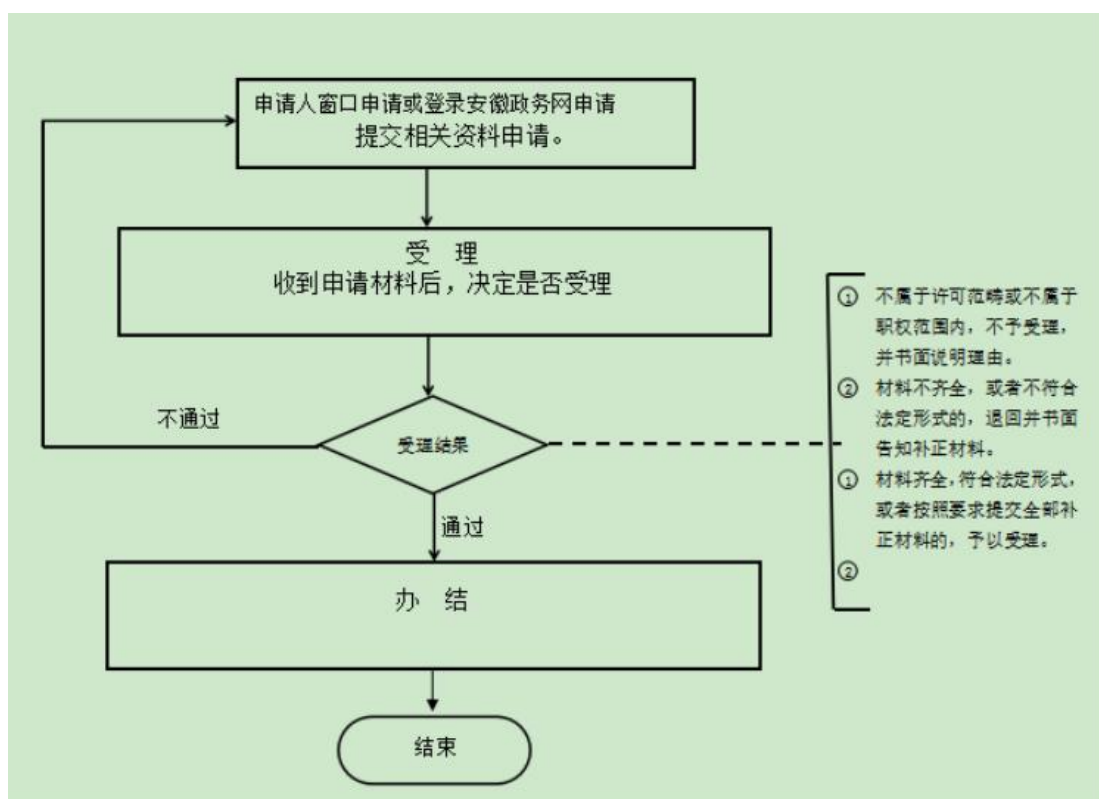 申请人窗口申请或登录安徽政务网申请
提交相关资料申请。
受 理
收到申请材料后，决定是否受理
不通过
受理结果
① 不属于许可范畴或不属于
职权范围内，不予受理，
并书面说明理由。
② 材料不齐全，或者不符合
法定形式的，退回并书面
告知补正材料。
① 材料齐全，符合法定形式，
或者按照要求提交全部补
正材料的，予以受理。
②
通过
办 结
结束